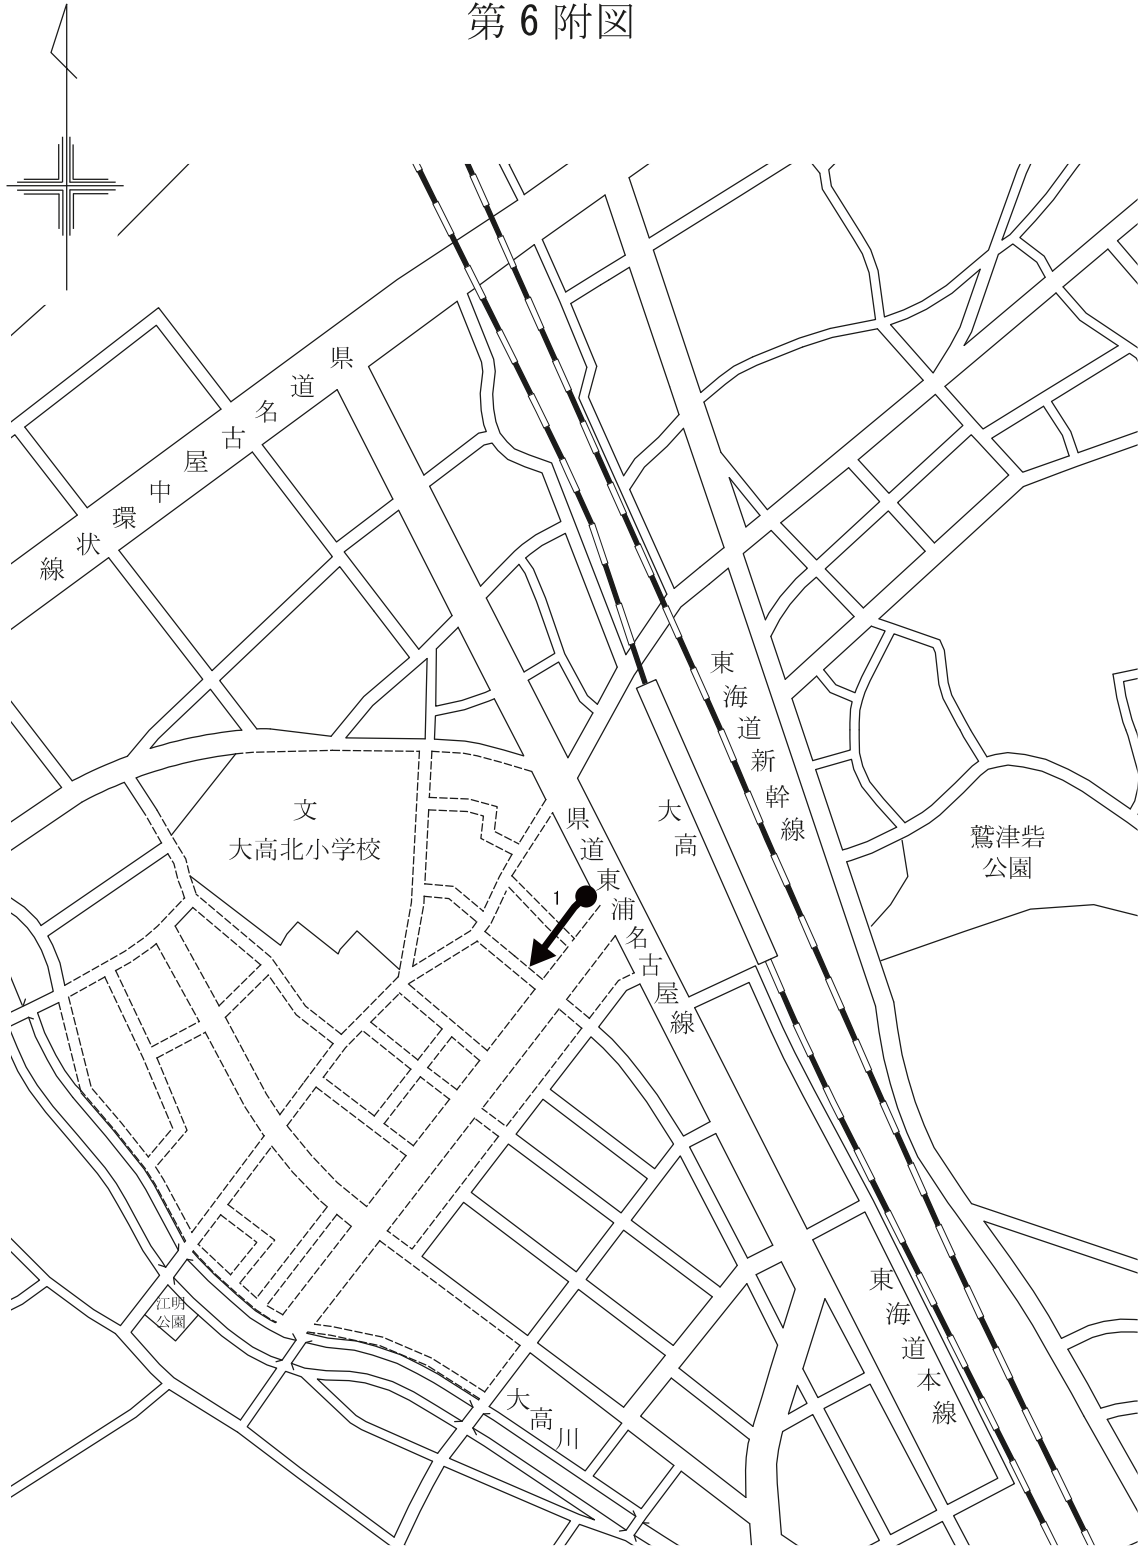 第6附図
県道名古屋中環状線
文
大高北小学校
県道東浦名古屋線
1
大高
東海道新幹線
鷲津砦
公園
江明
公園
大高川
東海道本線